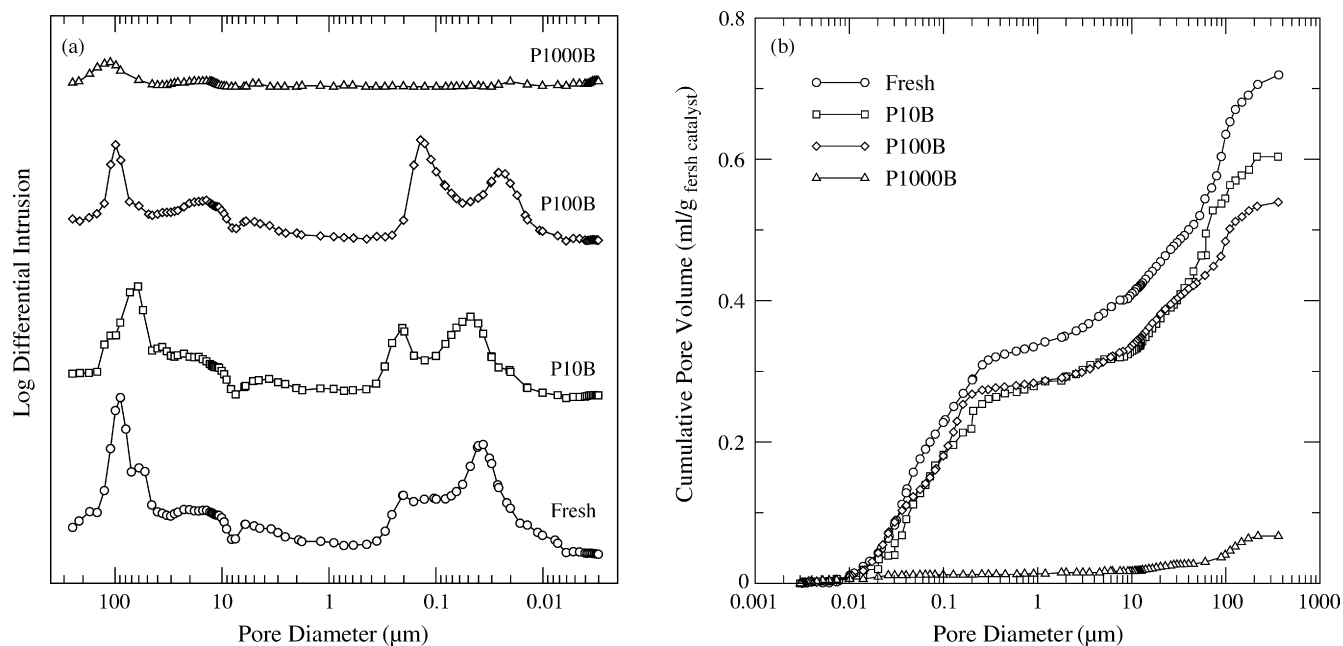 (a)
P1000B
P100B
P10B
Fresh
Log Differential Intrusion
100 10 1 0.1 0.01
Pore Diameter (µm)
(b)
Fresh
P10B
P100B
P1000B
Cumulative Pore Volume (ml/g fersh catalyst)
0.8
0.6
0.4
0.2
0
0.001 0.01 0.1 1 10 100 1000
Pore Diameter (µm)